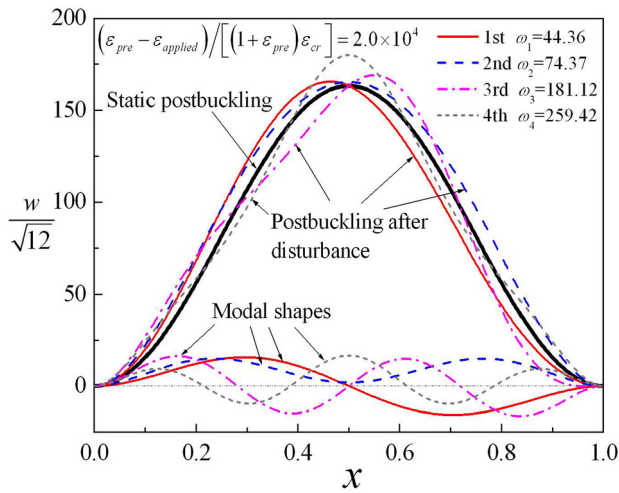 (ε_pre − ε_applied)/[(1 + ε_pre)ε_cr] = 2.0×10⁴
1st ω₁=44.36
2nd ω₂=74.37
3rd ω₃=181.12
4th ω₄=259.42
Static postbuckling
Postbuckling after
disturbance
Modal shapes
w/√12
200
150
100
50
0
0.0 0.2 0.4 0.6 0.8 1.0
x